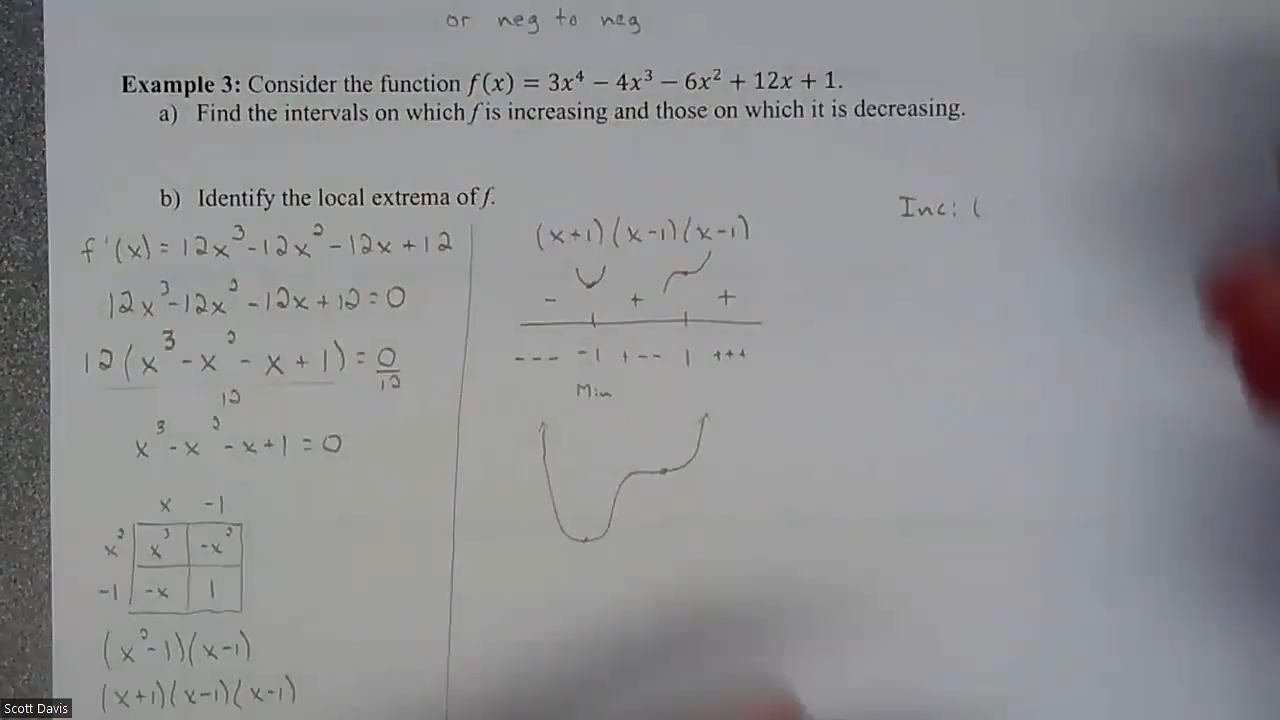 or neg to neg
Example 3: Consider the function f(x) = 3x⁴ − 4x³ − 6x² + 12x + 1.
a) Find the intervals on which f is increasing and those on which it is decreasing.
b) Identify the local extrema of f.
f'(x) = 12x³-12x²-12x+12
12x³-12x²-12x+12=0
12(x³-x²-x+1)=0/12
12
x³-x²-x+1=0
x -1
x² x³ -x²
-1 -x 1
(x²-1)(x-1)
(x+1)(x-1)(x-1)
(x+1)(x-1)(x-1)
- + +
--- -1 +-- 1 +++
Min
Inc: (
Scott Davis